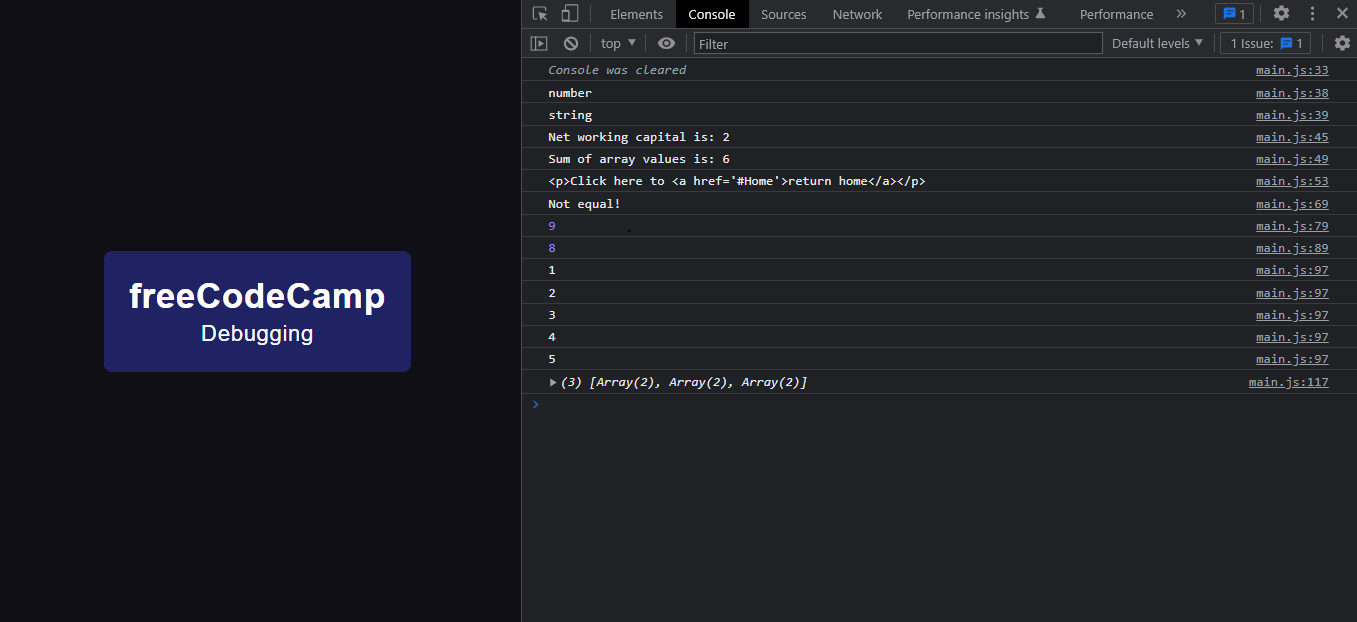 freeCodeCamp
Debugging
Elements Console Sources Network Performance insights Performance » 1
top ▼ Filter Default levels ▼ 1 Issue: 1
Console was cleared main.js:33
number main.js:38
string main.js:39
Net working capital is: 2 main.js:45
Sum of array values is: 6 main.js:49
<p>Click here to <a href='#Home'>return home</a></p> main.js:53
Not equal! main.js:69
9 main.js:79
8 main.js:89
1 main.js:97
2 main.js:97
3 main.js:97
4 main.js:97
5 main.js:97
▶ (3) [Array(2), Array(2), Array(2)] main.js:117
>